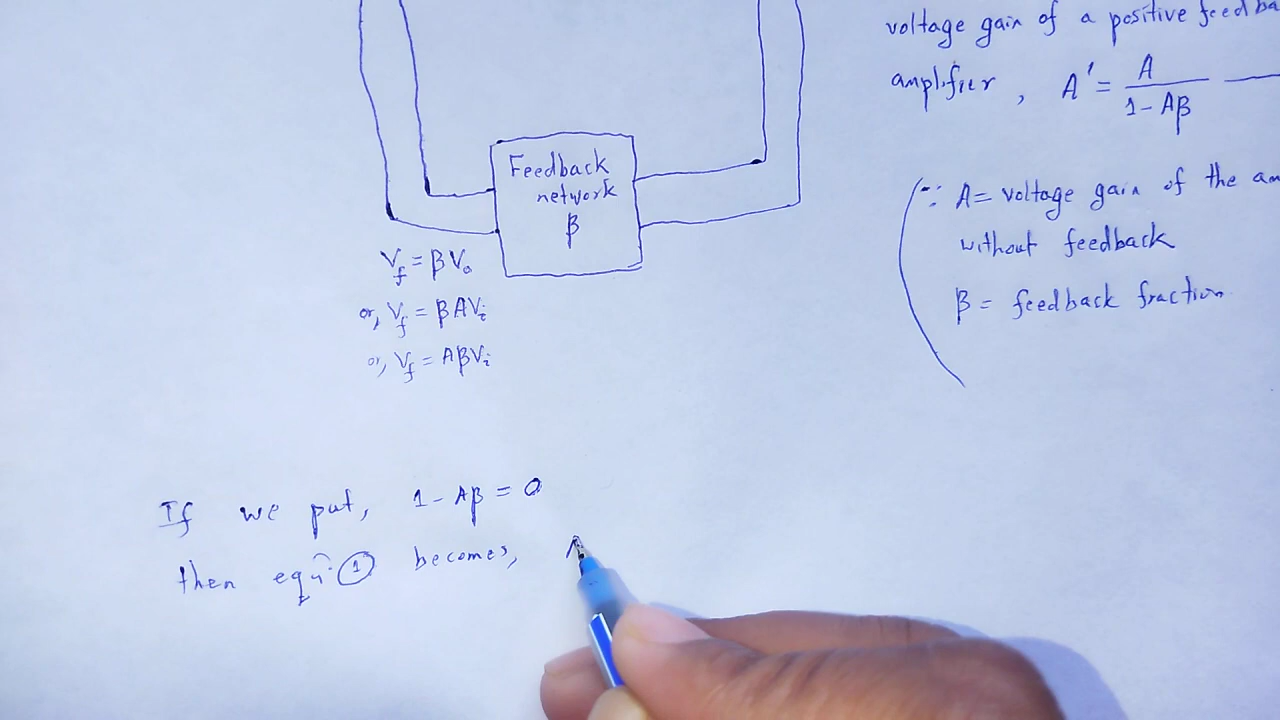 voltage gain of a positive feedba
amplifier , A' = A / 1 - Aβ
Feedback
network
β
∵ A = voltage gain of the am
without feedback
β = feedback fraction
V_f = βV_o
or, V_f = βAV_i
or, V_f = AβV_i
If we put, 1 - Aβ = 0
then eqn ① becomes, A